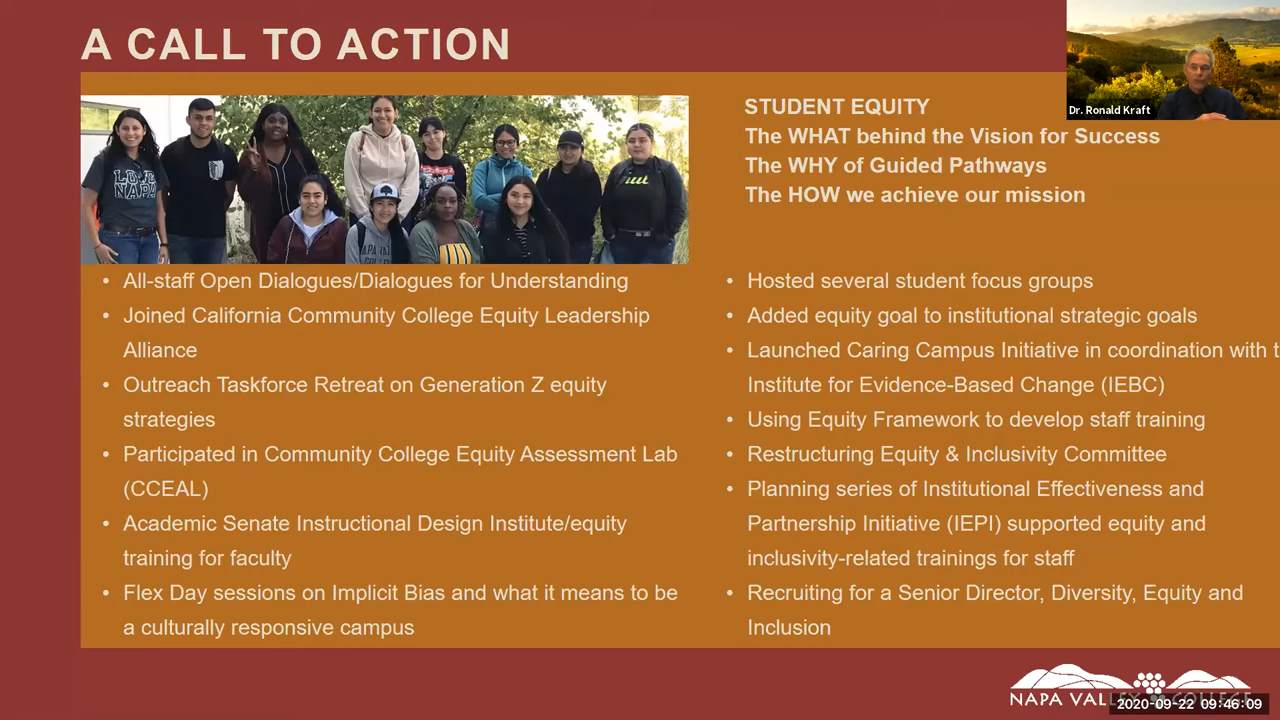 A CALL TO ACTION
Dr. Ronald Kraft
STUDENT EQUITY
The WHAT behind the Vision for Success
The WHY of Guided Pathways
The HOW we achieve our mission
• All-staff Open Dialogues/Dialogues for Understanding
• Joined California Community College Equity Leadership
Alliance
• Outreach Taskforce Retreat on Generation Z equity
strategies
• Participated in Community College Equity Assessment Lab
(CCEAL)
• Academic Senate Instructional Design Institute/equity
training for faculty
• Flex Day sessions on Implicit Bias and what it means to be
a culturally responsive campus
• Hosted several student focus groups
• Added equity goal to institutional strategic goals
• Launched Caring Campus Initiative in coordination with t
Institute for Evidence-Based Change (IEBC)
• Using Equity Framework to develop staff training
• Restructuring Equity & Inclusivity Committee
• Planning series of Institutional Effectiveness and
Partnership Initiative (IEPI) supported equity and
inclusivity-related trainings for staff
• Recruiting for a Senior Director, Diversity, Equity and
Inclusion
NAPA VALLEY COLLEGE
2020-09-22 09:46:09